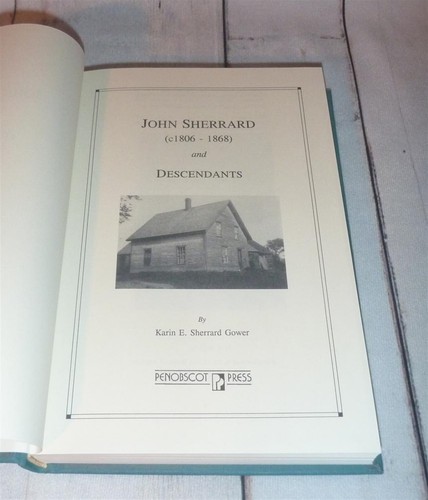 JOHN SHERRARD
(c1806 - 1868)
and
DESCENDANTS
By
Karin E. Sherrard Gower
PENOBSCOT PRESS